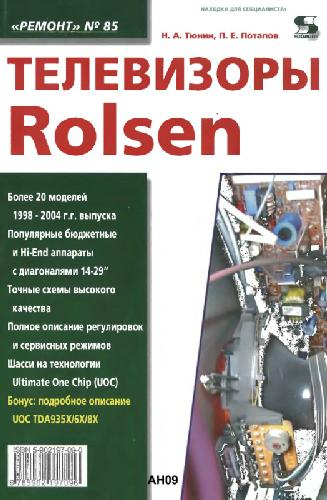 НАХОДКА ДЛЯ СПЕЦИАЛИСТА!
«РЕМОНТ» № 85
Н. А. Тюнин, П. Е. Потапов
ТЕЛЕВИЗОРЫ
Rolsen
Более 20 моделей
1998 - 2004 г.г. выпуска
Популярные бюджетные
и Hi-End аппараты
с диагоналями 14-29"
Точные схемы высокого
качества
Полное описание регулировок
и сервисных режимов
Шасси на технологии
Ultimate One Chip (UOC)
Бонус: подробное описание
UOC TDA935X/6X/8X
АН09